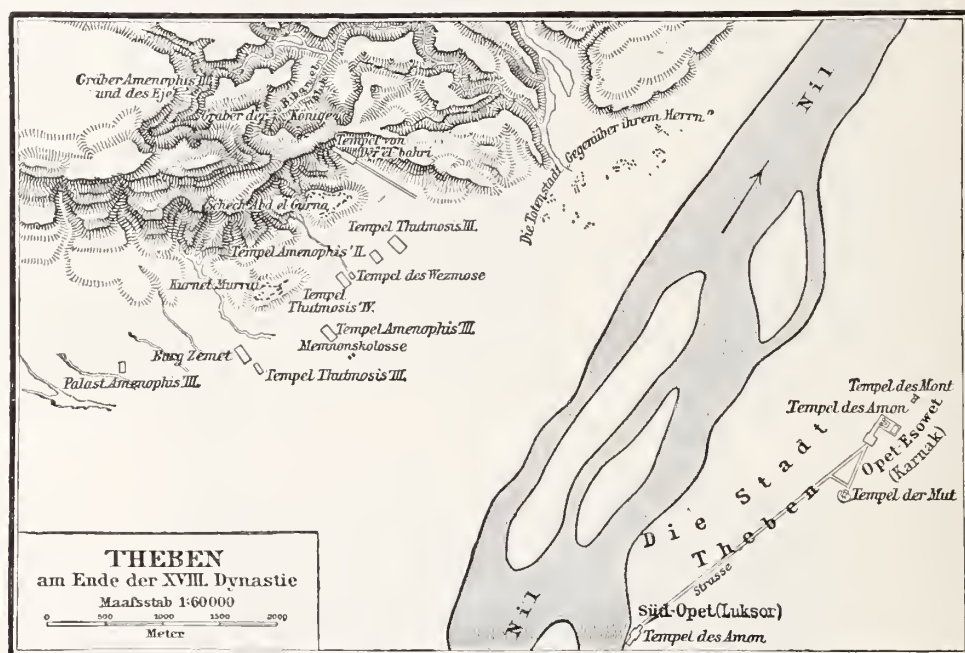 Gräber Amenophis III.
und des Eje
Biban el
Gräber der Könige
Tempel von
Der el bahri
Schech Abd el Gurna
Die Totenstadt „Gegenüber ihrem Herrn"
Nil
Tempel Thutmosis III.
Tempel Amenophis II.
Tempel des Wezmose
Kurnet Murrai
Tempel
Thutmosis IV.
Tempel Amenophis III.
Memnonskolosse
Burg Zemet
Palast Amenophis III.
Tempel Thutmosis III.
Tempel des Mont
Tempel des Amon
Opet-Esowet
(Karnak)
Tempel der Mut
Die Stadt
Theben
Strasse
Süd-Opet (Luksor)
Tempel des Amon
Nil
THEBEN
am Ende der XVIII. Dynastie
Maafsstab 1:60000
0 500 1000 1500 2000
Meter